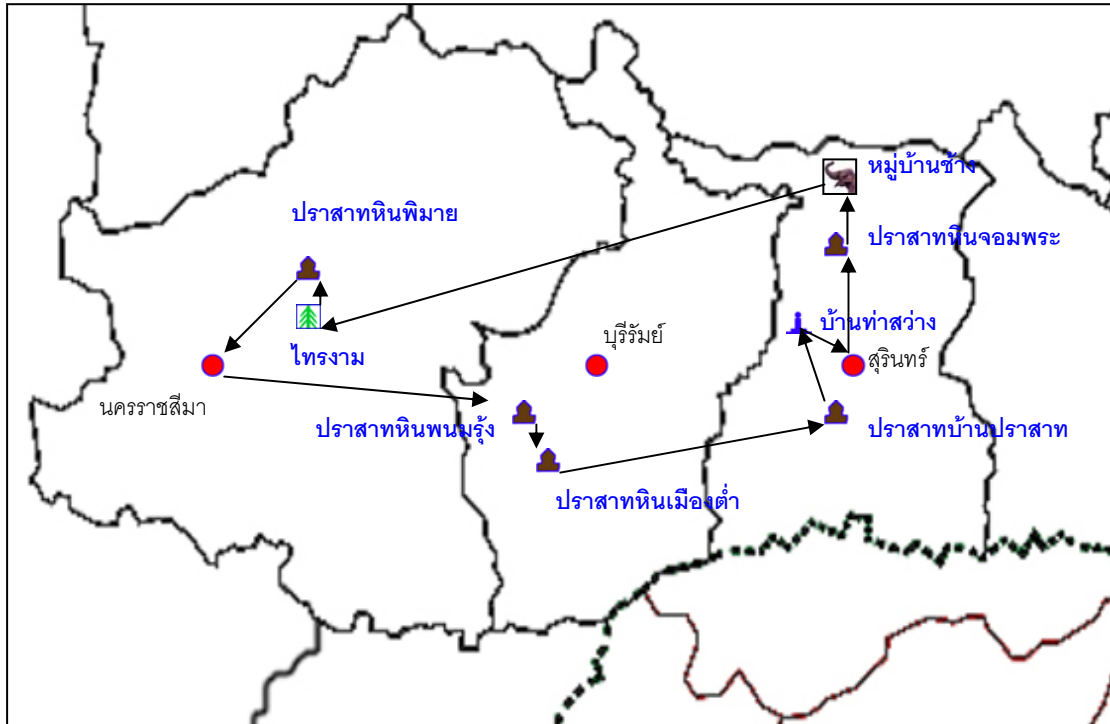 หมู่บ้านช้าง
ปราสาทหินพิมาย
ปราสาทหินจอมพระ
บ้านท่าสว่าง
บุรีรัมย์
ไทรงาม
สุรินทร์
นครราชสีมา
ปราสาทหินพนมรุ้ง
ปราสาทบ้านปราสาท
ปราสาทหินเมืองต่ำ